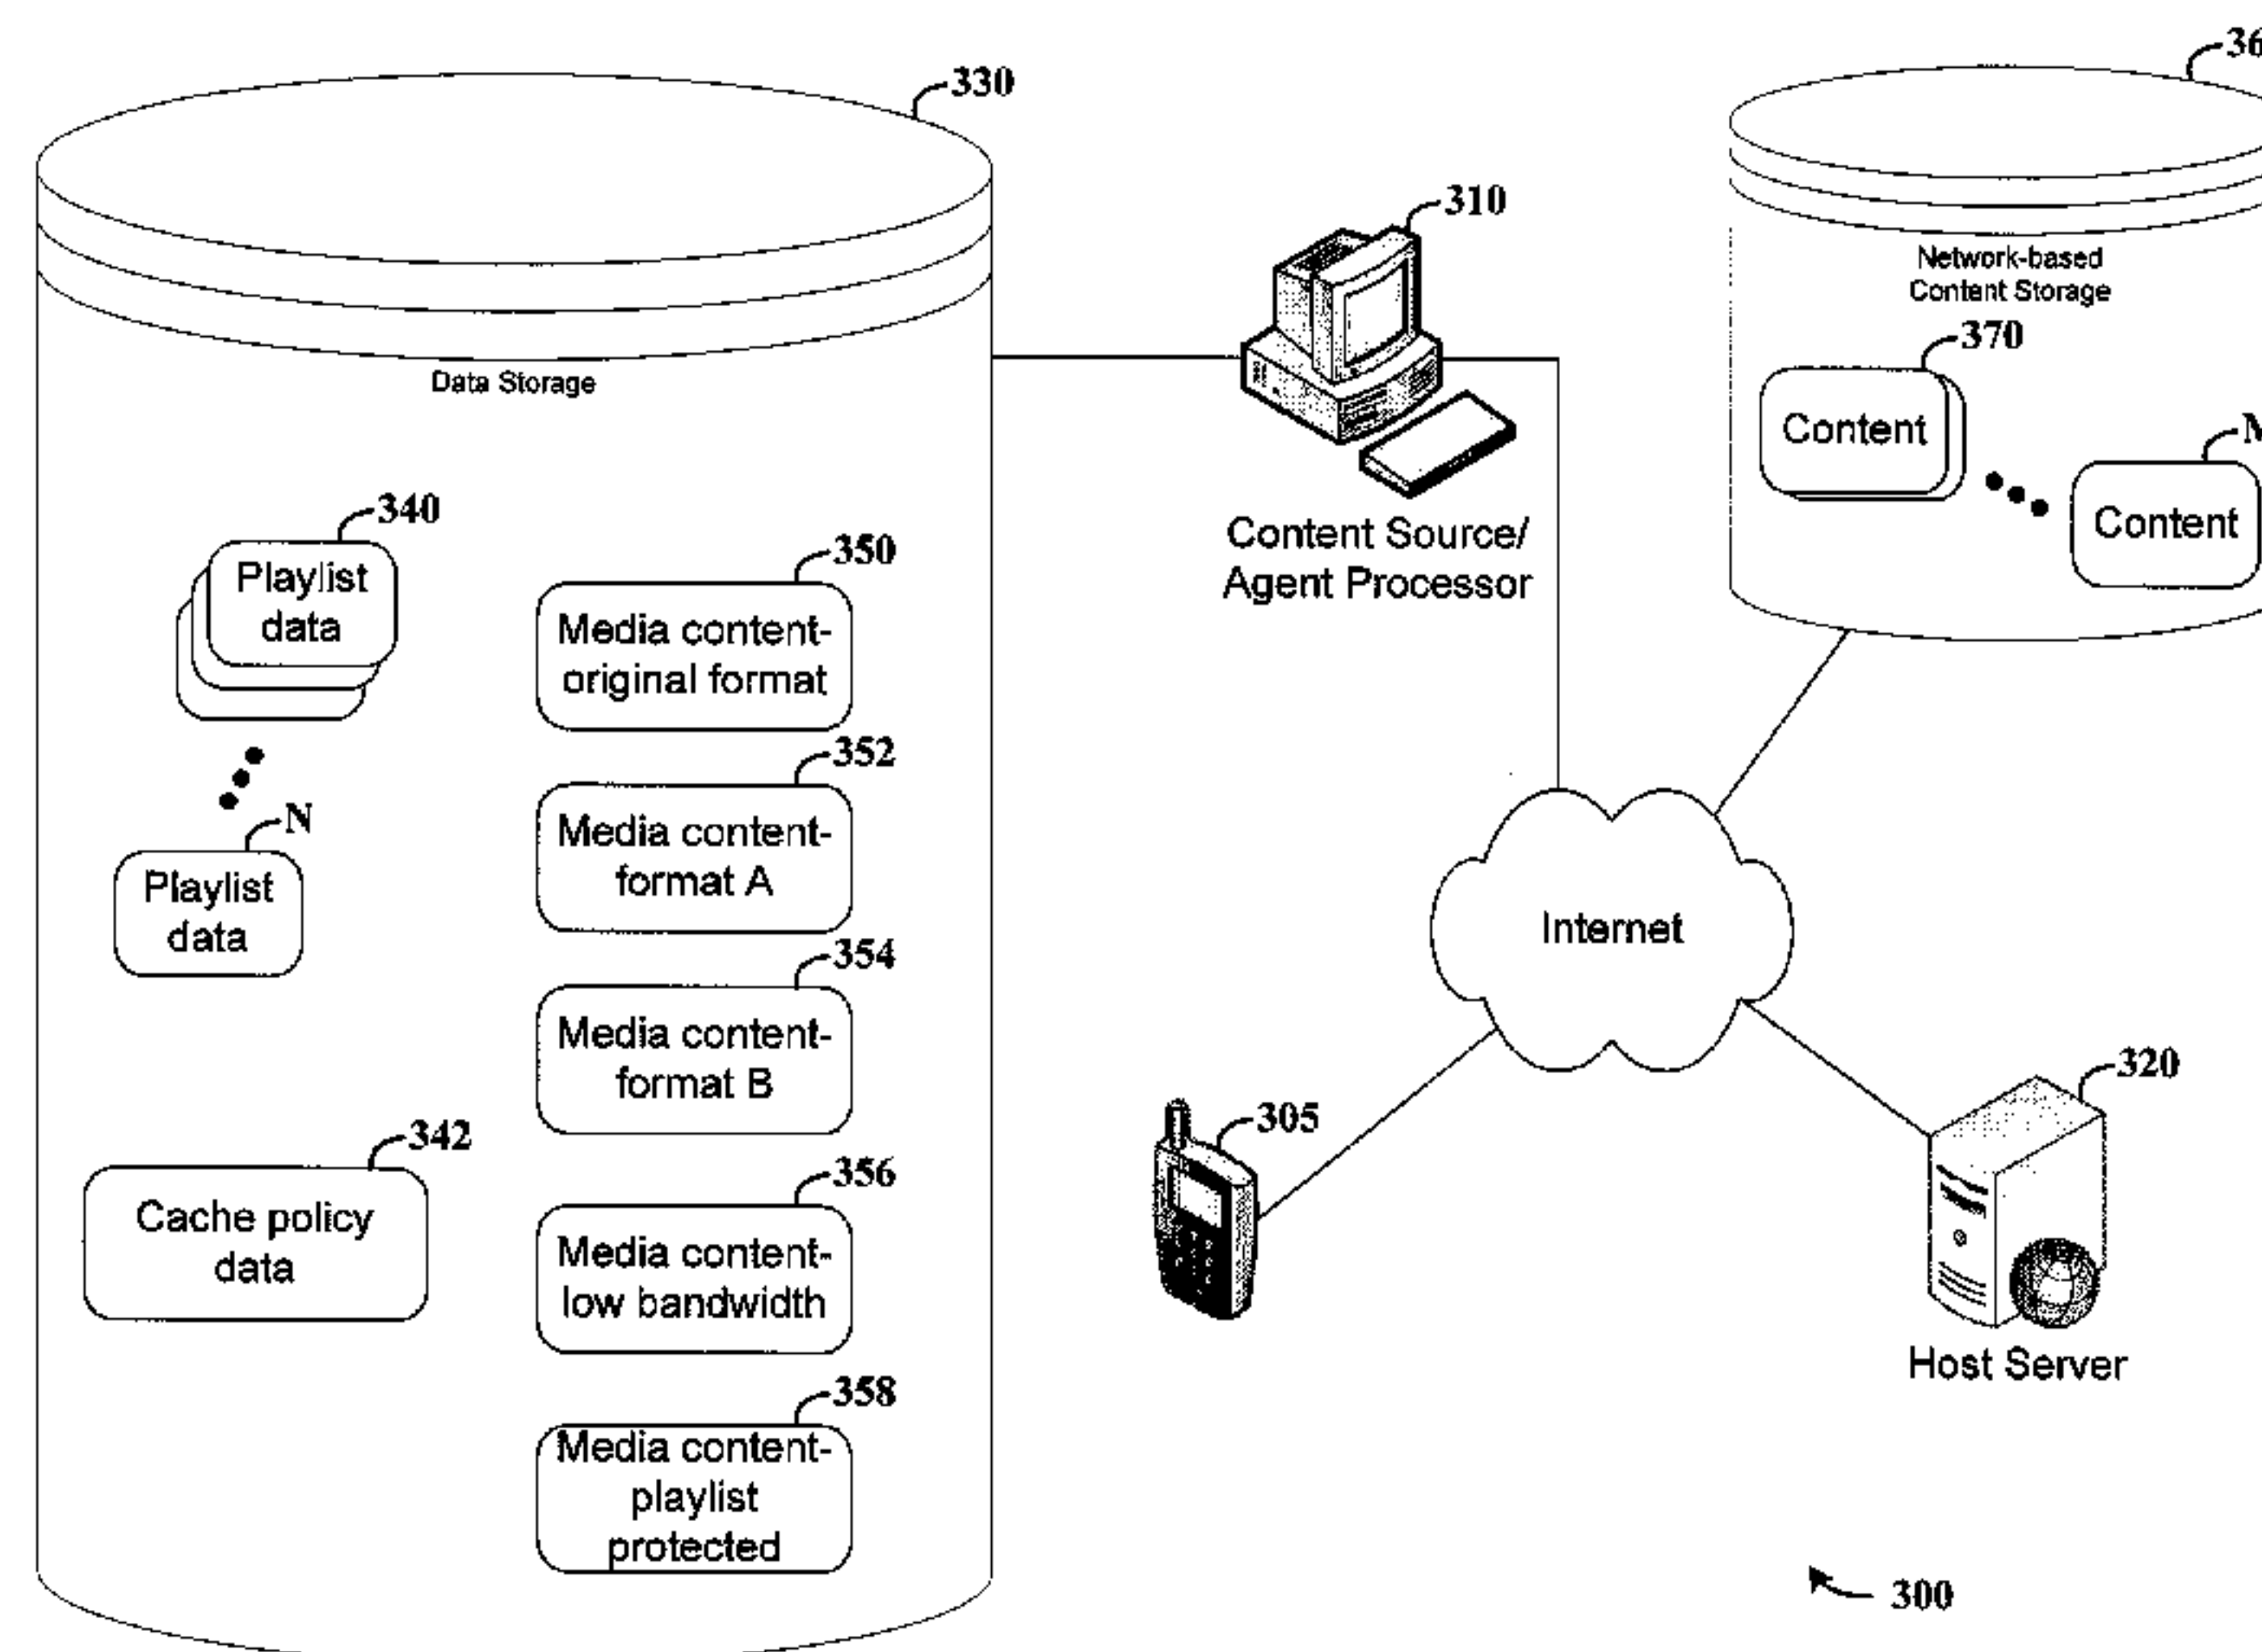 330
Data Storage
340
Playlist
data
N
Playlist
data
342
Cache policy
data
350
Media content-
original format
352
Media content-
format A
354
Media content-
format B
356
Media content-
low bandwidth
358
Media content-
playlist
protected
310
Content Source/
Agent Processor
Network-based
Content Storage
370
Content
Content
Internet
305
320
Host Server
300